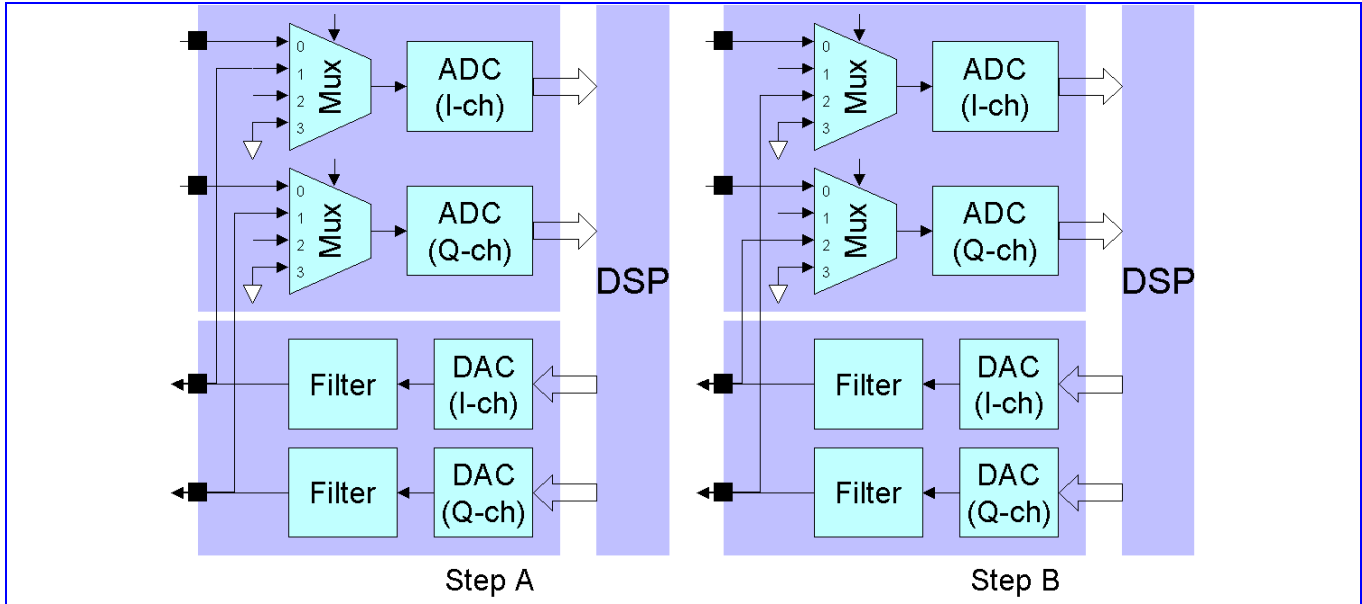 0
1
2
3
Mux
ADC
(I-ch)
0
1
2
3
Mux
ADC
(Q-ch)
DSP
Filter
DAC
(I-ch)
Filter
DAC
(Q-ch)
Step A
0
1
2
3
Mux
ADC
(I-ch)
0
1
2
3
Mux
ADC
(Q-ch)
DSP
Filter
DAC
(I-ch)
Filter
DAC
(Q-ch)
Step B